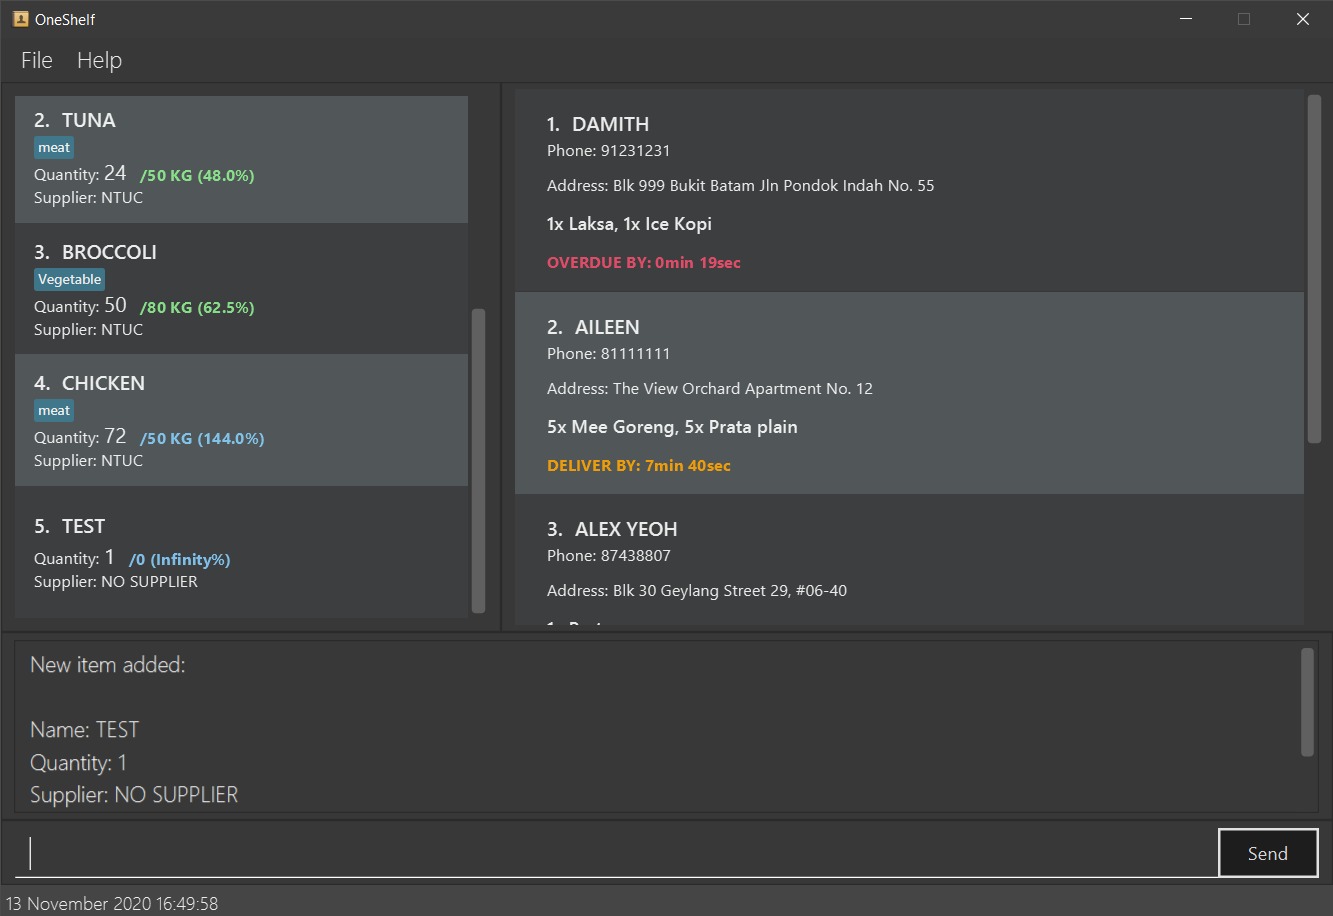 OneShelf
File Help
2. TUNA
meat
Quantity: 24 /50 KG (48.0%)
Supplier: NTUC
3. BROCCOLI
Vegetable
Quantity: 50 /80 KG (62.5%)
Supplier: NTUC
4. CHICKEN
meat
Quantity: 72 /50 KG (144.0%)
Supplier: NTUC
5. TEST
Quantity: 1 /0 (Infinity%)
Supplier: NO SUPPLIER
1. DAMITH
Phone: 91231231
Address: Blk 999 Bukit Batam Jln Pondok Indah No. 55
1x Laksa, 1x Ice Kopi
OVERDUE BY: 0min 19sec
2. AILEEN
Phone: 81111111
Address: The View Orchard Apartment No. 12
5x Mee Goreng, 5x Prata plain
DELIVER BY: 7min 40sec
3. ALEX YEOH
Phone: 87438807
Address: Blk 30 Geylang Street 29, #06-40
New item added:
Name: TEST
Quantity: 1
Supplier: NO SUPPLIER
Send
13 November 2020 16:49:58